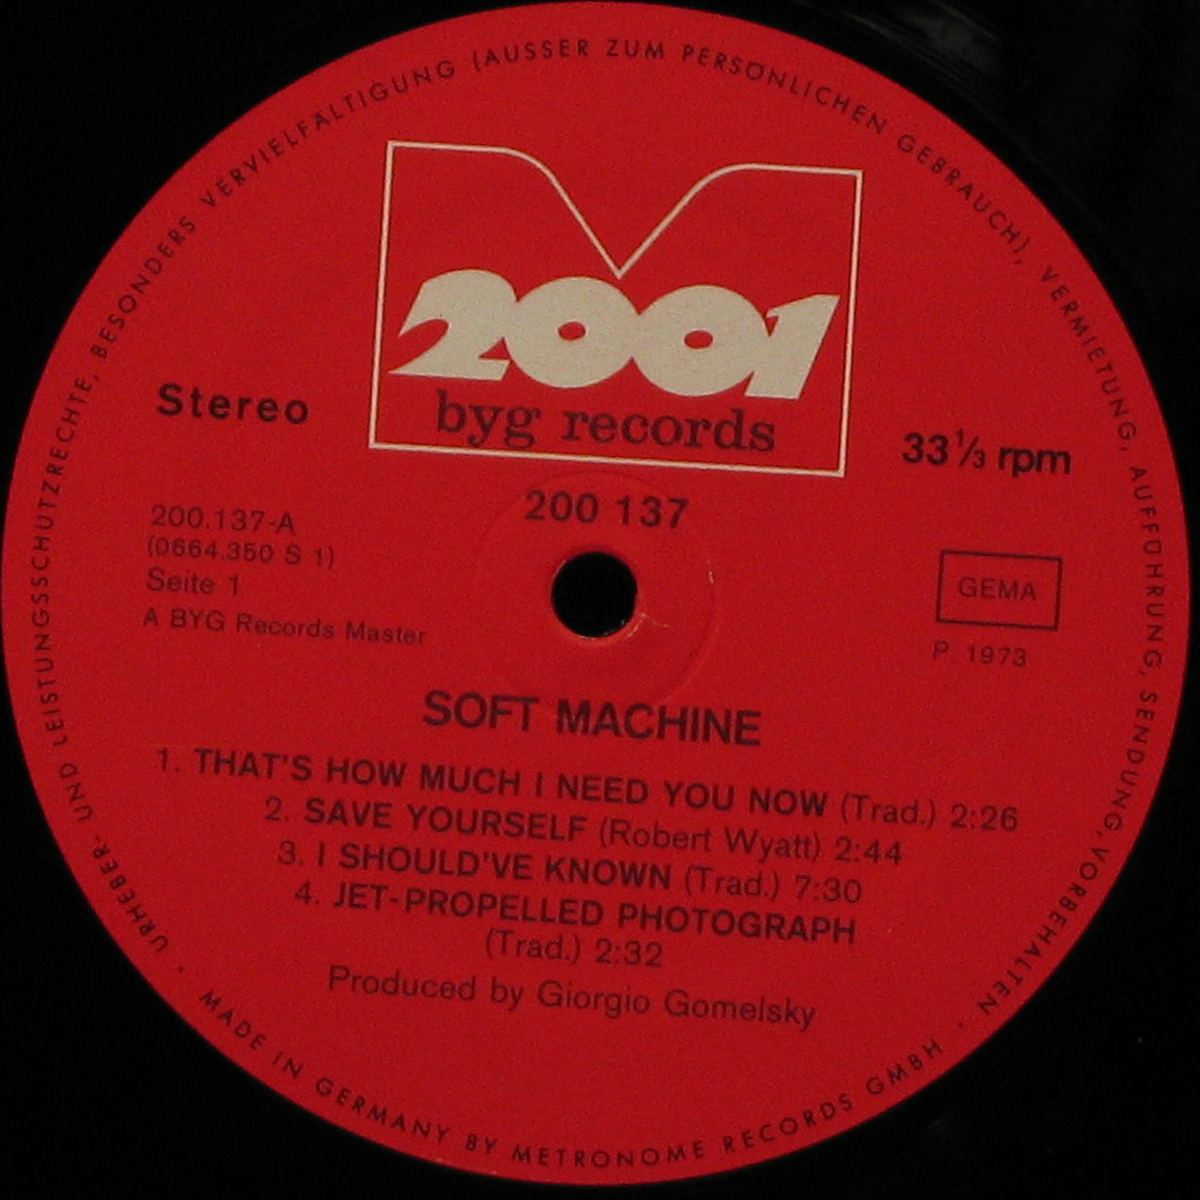 URHEBER- UND LEISTUNGSSCHUTZRECHTE, BESONDERS VERVIELFÄLTIGUNG (AUSSER ZUM PERSÖNLICHEN GEBRAUCH), VERMIETUNG, AUFFÜHRUNG, SENDUNG, VORBEHALTEN ·
2001
byg records
Stereo
33⅓ rpm
200 137
200.137-A
(0664.350 S 1)
Seite 1
A BYG Records Master
GEMA
P. 1973
SOFT MACHINE
1. THAT'S HOW MUCH I NEED YOU NOW (Trad.) 2:26
2. SAVE YOURSELF (Robert Wyatt) 2:44
3. I SHOULD'VE KNOWN (Trad.) 7:30
4. JET-PROPELLED PHOTOGRAPH
(Trad.) 2:32
Produced by Giorgio Gomelsky
· MADE IN GERMANY BY METRONOME RECORDS GMBH